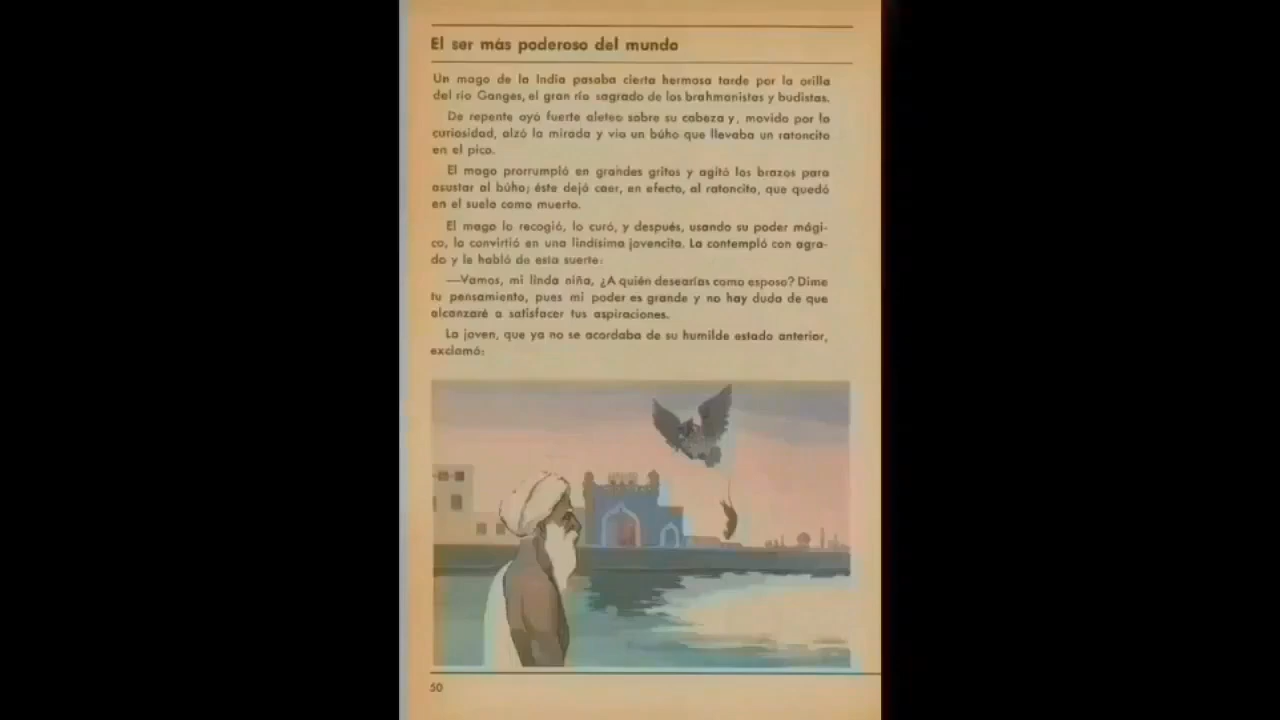 El ser más poderoso del mundo
Un mago de la India pasaba cierta hermosa tarde por la orilla
del río Ganges, el gran río sagrado de los brahmanistas y budistas.
De repente oyó fuerte aleteo sobre su cabeza y, movido por la
curiosidad, alzó la mirada y vio un búho que llevaba un ratoncito
en el pico.
El mago prorrumpió en grandes gritos y agitó los brazos para
asustar al búho; éste dejó caer, en efecto, al ratoncito, que quedó
en el suelo como muerto.
El mago lo recogió, lo curó, y después, usando su poder mági-
co, lo convirtió en una lindísima jovencita. La contempló con agra-
do y le habló de esta suerte:
—Vamos, mi linda niña, ¿A quién desearías como esposo? Dime
tu pensamiento, pues mi poder es grande y no hay duda de que
alcanzaré a satisfacer tus aspiraciones.
La joven, que ya no se acordaba de su humilde estado anterior,
exclamó:
50